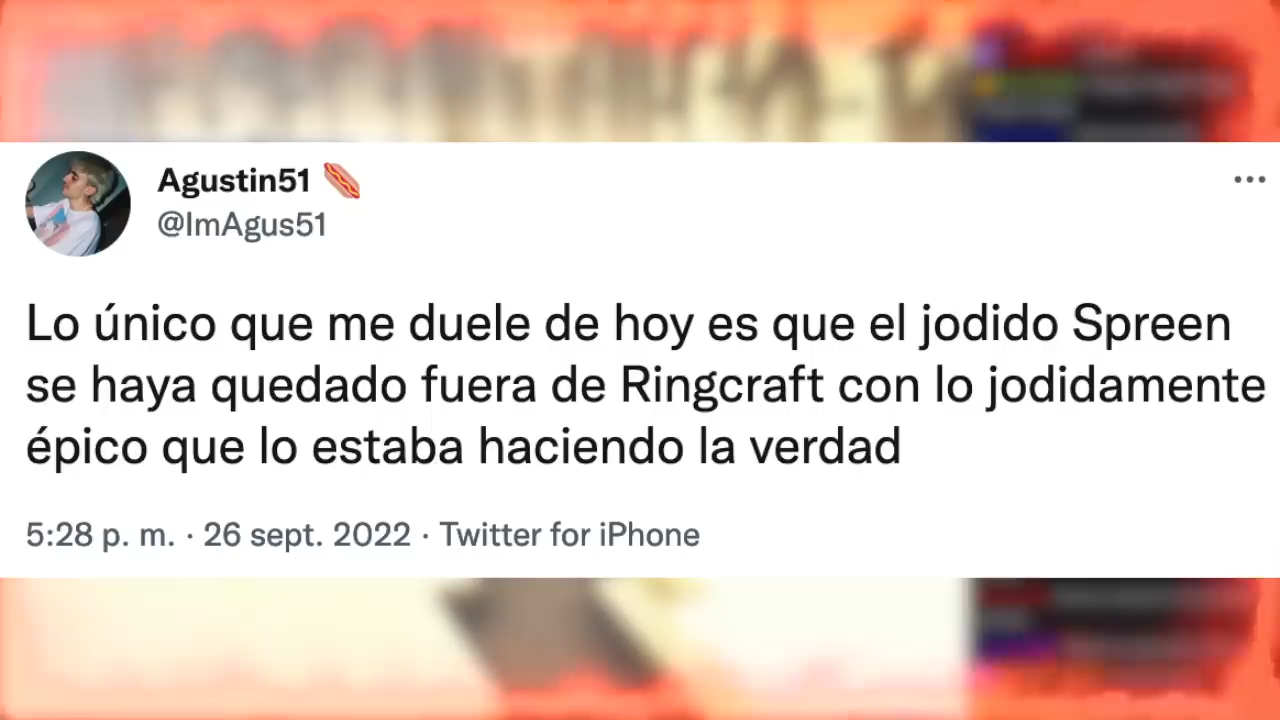 Agustin51 🌭
@ImAgus51
Lo único que me duele de hoy es que el jodido Spreen
se haya quedado fuera de Ringcraft con lo jodidamente
épico que lo estaba haciendo la verdad
5:28 p. m. · 26 sept. 2022 · Twitter for iPhone